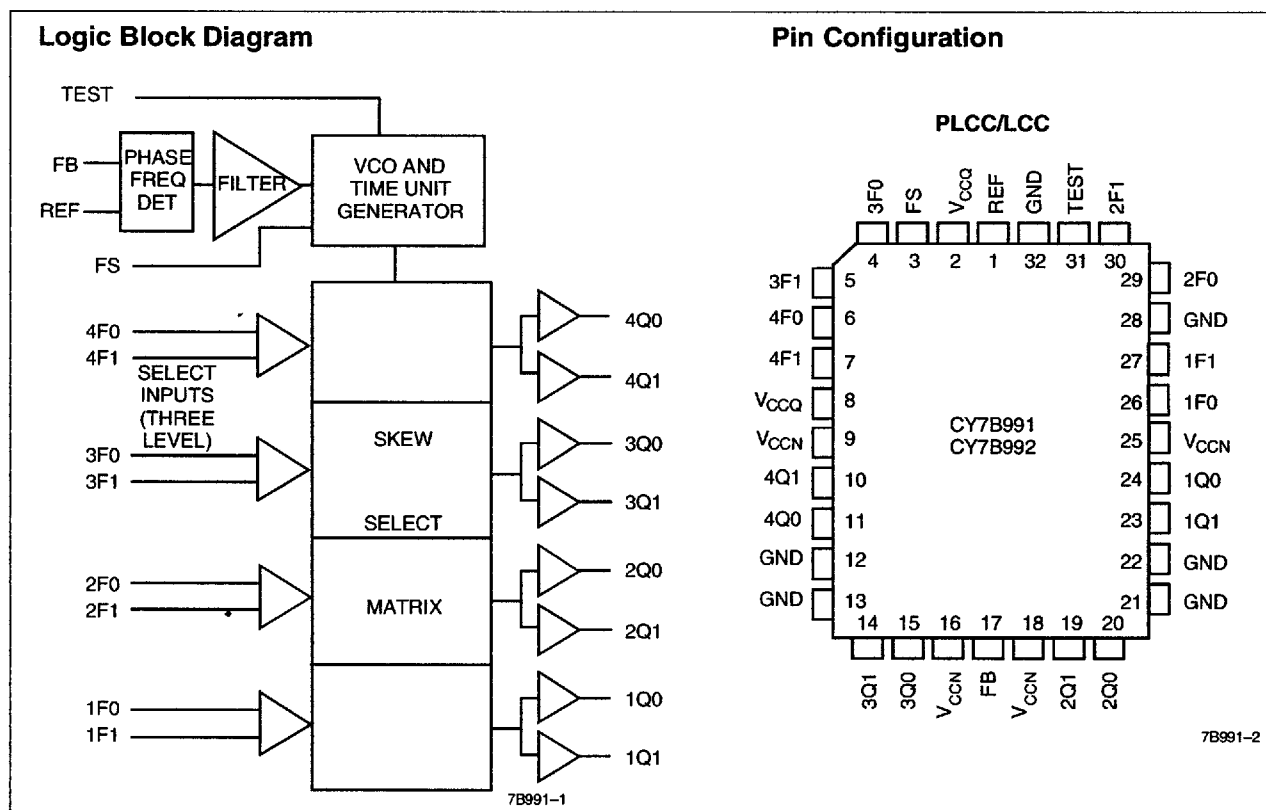 Logic Block Diagram
TEST
FB
REF
PHASE
FREQ
DET
FILTER
VCO AND
TIME UNIT
GENERATOR
FS
4F0
4F1
SELECT
INPUTS
(THREE
LEVEL)
3F0
3F1
2F0
2F1
1F0
1F1
SKEW
SELECT
MATRIX
4Q0
4Q1
3Q0
3Q1
2Q0
2Q1
1Q0
1Q1
7B991–1
Pin Configuration
PLCC/LCC
3F0 FS VCCQ REF GND TEST 2F1
4 3 2 1 32 31 30
3F1 5 29 2F0
4F0 6 28 GND
4F1 7 27 1F1
VCCQ 8 26 1F0
VCCN 9 25 VCCN
CY7B991
CY7B992
4Q1 10 24 1Q0
4Q0 11 23 1Q1
GND 12 22 GND
GND 13 21 GND
14 15 16 17 18 19 20
3Q1 3Q0 VCCN FB VCCN 2Q1 2Q0
7B991–2